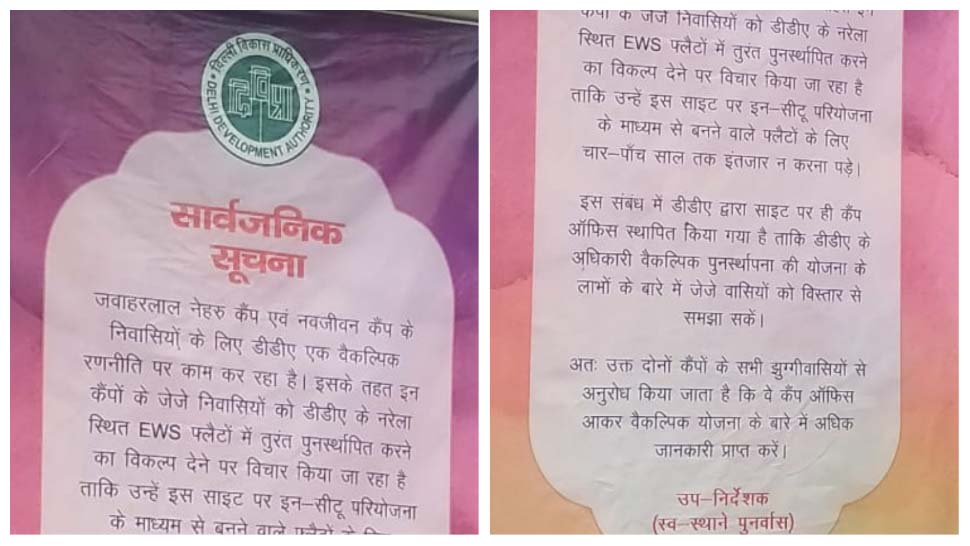 दिल्ली विकास प्राधिकरण
दिविप्रा
DELHI DEVELOPMENT AUTHORITY
सार्वजनिक
सूचना
जवाहरलाल नेहरु कैंप एवं नवजीवन कैंप के
निवासियों के लिए डीडीए एक वैकल्पिक
रणनीति पर काम कर रहा है। इसके तहत इन
कैंपों के जेजे निवासियों को डीडीए के नरेला
स्थित EWS फ्लैटों में तुरंत पुनर्स्थापित करने
का विकल्प देने पर विचार किया जा रहा है
ताकि उन्हें इस साइट पर इन–सीटू परियोजना
के माध्यम से बनने वाले फ्लैटों के
कैंपों के जेजे निवासियों को डीडीए के नरेला
स्थित EWS फ्लैटों में तुरंत पुनर्स्थापित करने
का विकल्प देने पर विचार किया जा रहा है
ताकि उन्हें इस साइट पर इन–सीटू परियोजना
के माध्यम से बनने वाले फ्लैटों के लिए
चार–पाँच साल तक इंतजार न करना पड़े।
इस संबंध में डीडीए द्वारा साइट पर ही कैंप
ऑफिस स्थापित किया गया है ताकि डीडीए के
अधिकारी वैकल्पिक पुनर्स्थापना की योजना के
लाभों के बारे में जेजे वासियों को विस्तार से
समझा सकें।
अतः उक्त दोनों कैंपों के सभी झुग्गीवासियों से
अनुरोध किया जाता है कि वे कैंप ऑफिस
आकर वैकल्पिक योजना के बारे में अधिक
जानकारी प्राप्त करें।
उप–निर्देशक
(स्व–स्थाने पुनर्वास)